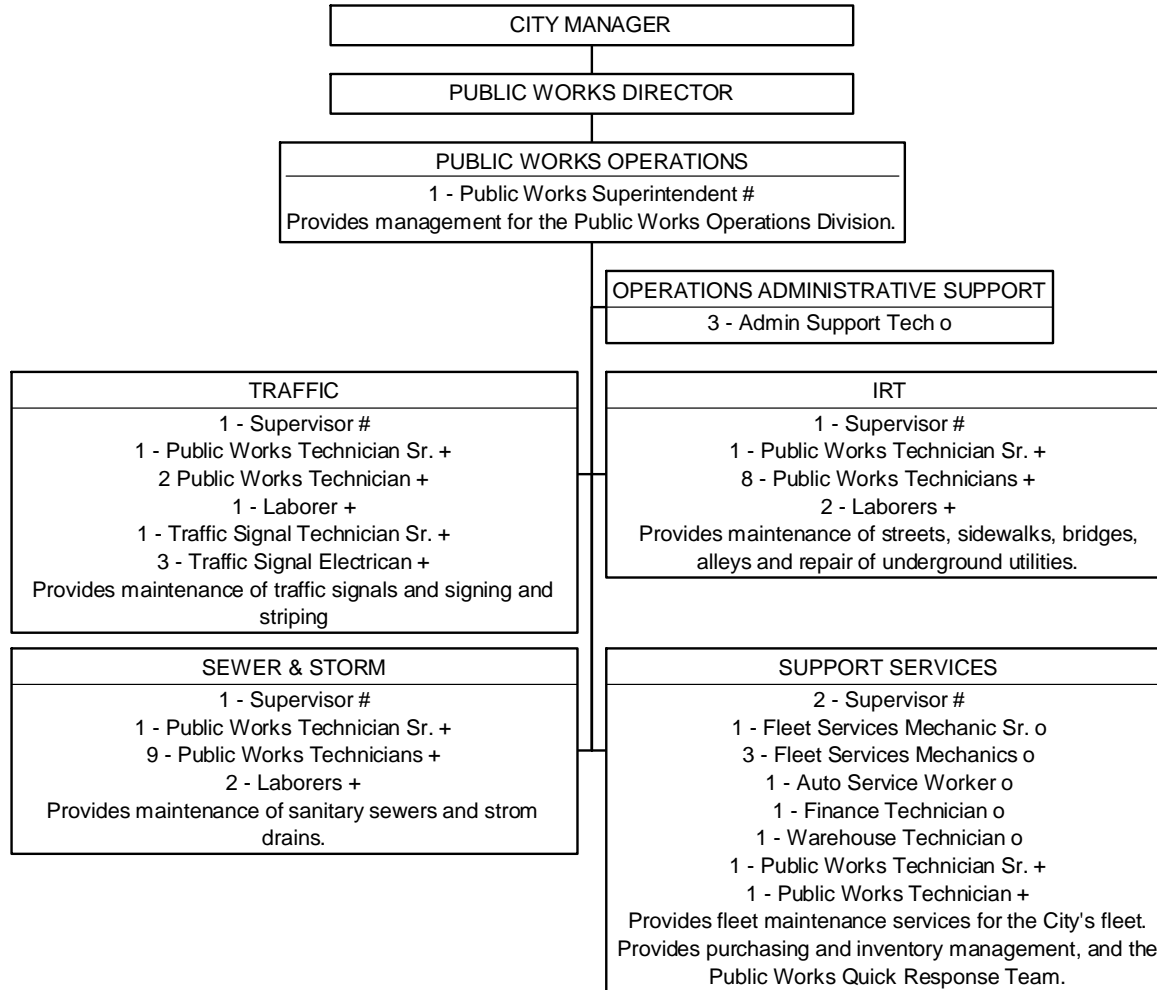 CITY MANAGER
PUBLIC WORKS DIRECTOR
PUBLIC WORKS OPERATIONS
1 - Public Works Superintendent #
Provides management for the Public Works Operations Division.
OPERATIONS ADMINISTRATIVE SUPPORT
3 - Admin Support Tech o
TRAFFIC
1 - Supervisor #
1 - Public Works Technician Sr. +
2 Public Works Technician +
1 - Laborer +
1 - Traffic Signal Technician Sr. +
3 - Traffic Signal Electrican +
Provides maintenance of traffic signals and signing and
striping
IRT
1 - Supervisor #
1 - Public Works Technician Sr. +
8 - Public Works Technicians +
2 - Laborers +
Provides maintenance of streets, sidewalks, bridges,
alleys and repair of underground utilities.
SEWER & STORM
1 - Supervisor #
1 - Public Works Technician Sr. +
9 - Public Works Technicians +
2 - Laborers +
Provides maintenance of sanitary sewers and strom
drains.
SUPPORT SERVICES
2 - Supervisor #
1 - Fleet Services Mechanic Sr. o
3 - Fleet Services Mechanics o
1 - Auto Service Worker o
1 - Finance Technician o
1 - Warehouse Technician o
1 - Public Works Technician Sr. +
1 - Public Works Technician +
Provides fleet maintenance services for the City's fleet.
Provides purchasing and inventory management, and the
Public Works Quick Response Team.